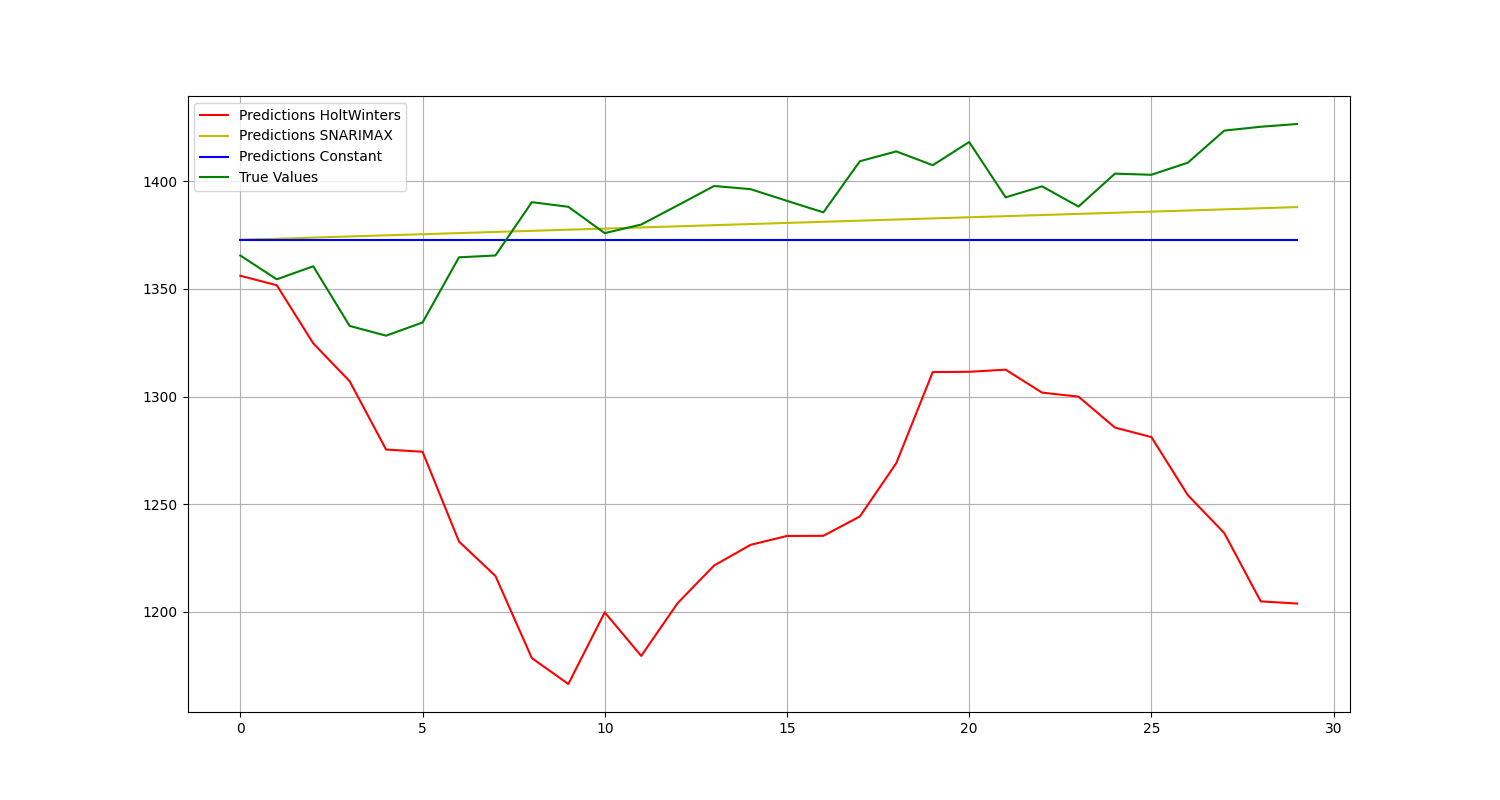 Predictions HoltWinters
Predictions SNARIMAX
Predictions Constant
True Values
1400
1350
1300
1250
1200
0 5 10 15 20 25 30